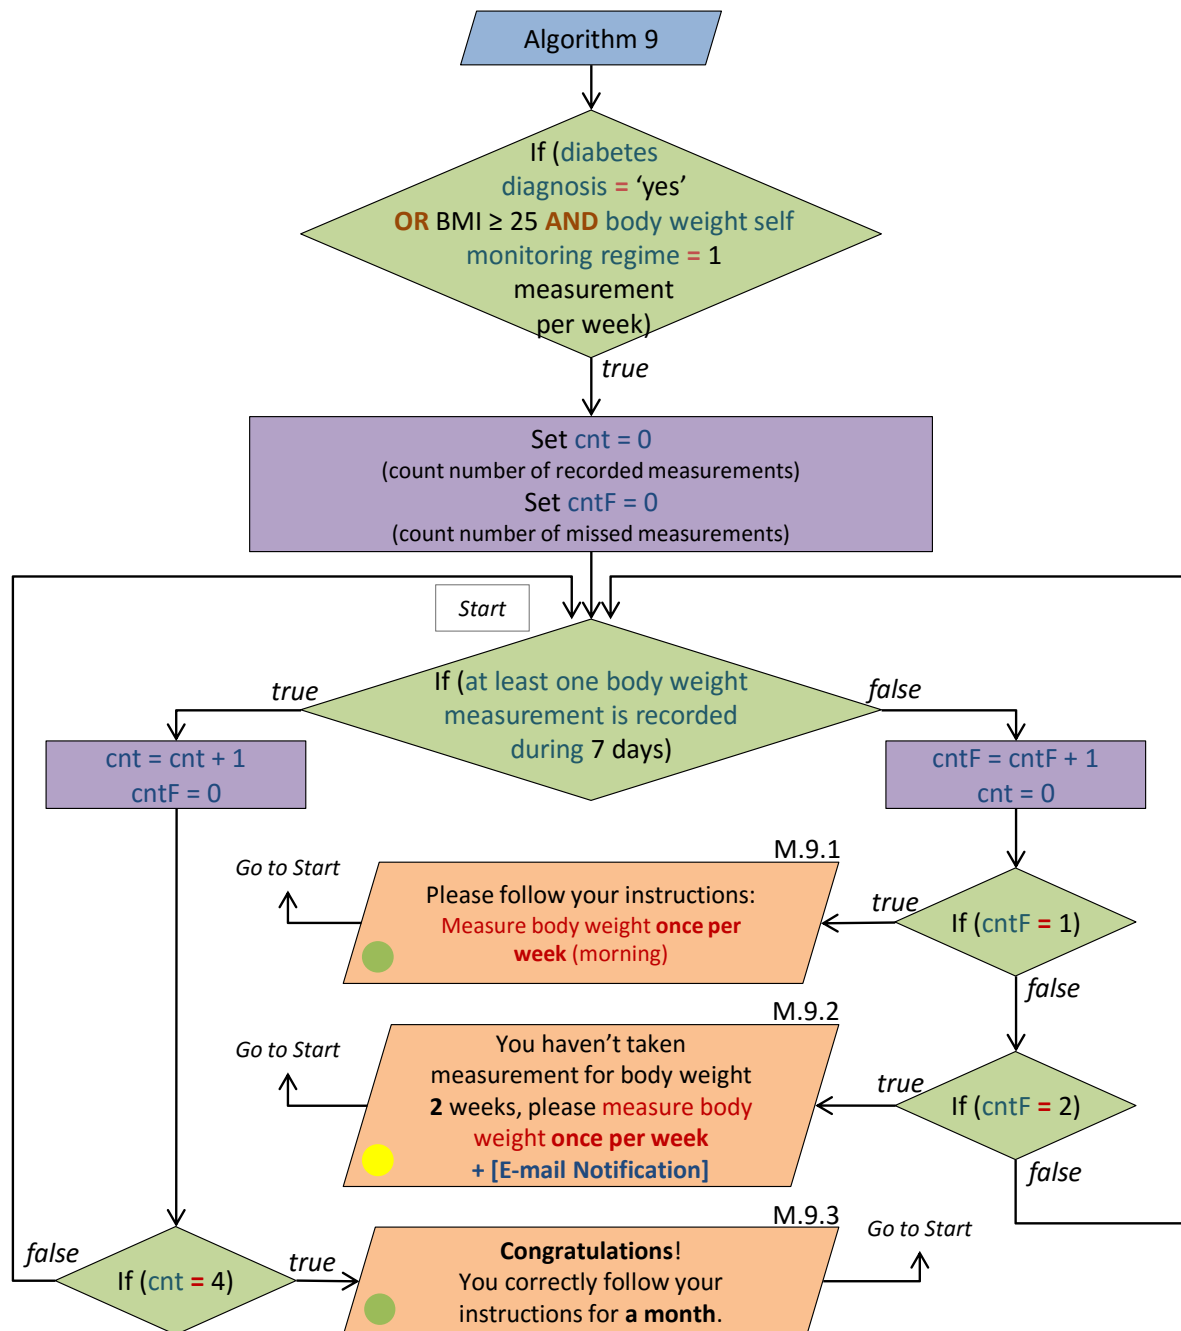 Algorithm 9
If (diabetes
diagnosis = ‘yes’
OR BMI ≥ 25 AND body weight self
monitoring regime = 1
measurement
per week)
true
Set cnt = 0
(count number of recorded measurements)
Set cntF = 0
(count number of missed measurements)
Start
If (at least one body weight
measurement is recorded
during 7 days)
true
false
cnt = cnt + 1
cntF = 0
cntF = cntF + 1
cnt = 0
M.9.1
Go to Start
Please follow your instructions:
Measure body weight once per
week (morning)
true
If (cntF = 1)
false
M.9.2
Go to Start
You haven’t taken
measurement for body weight
2 weeks, please measure body
weight once per week
+ [E-mail Notification]
true
If (cntF = 2)
false
M.9.3
Go to Start
false
If (cnt = 4)
true
Congratulations!
You correctly follow your
instructions for a month.